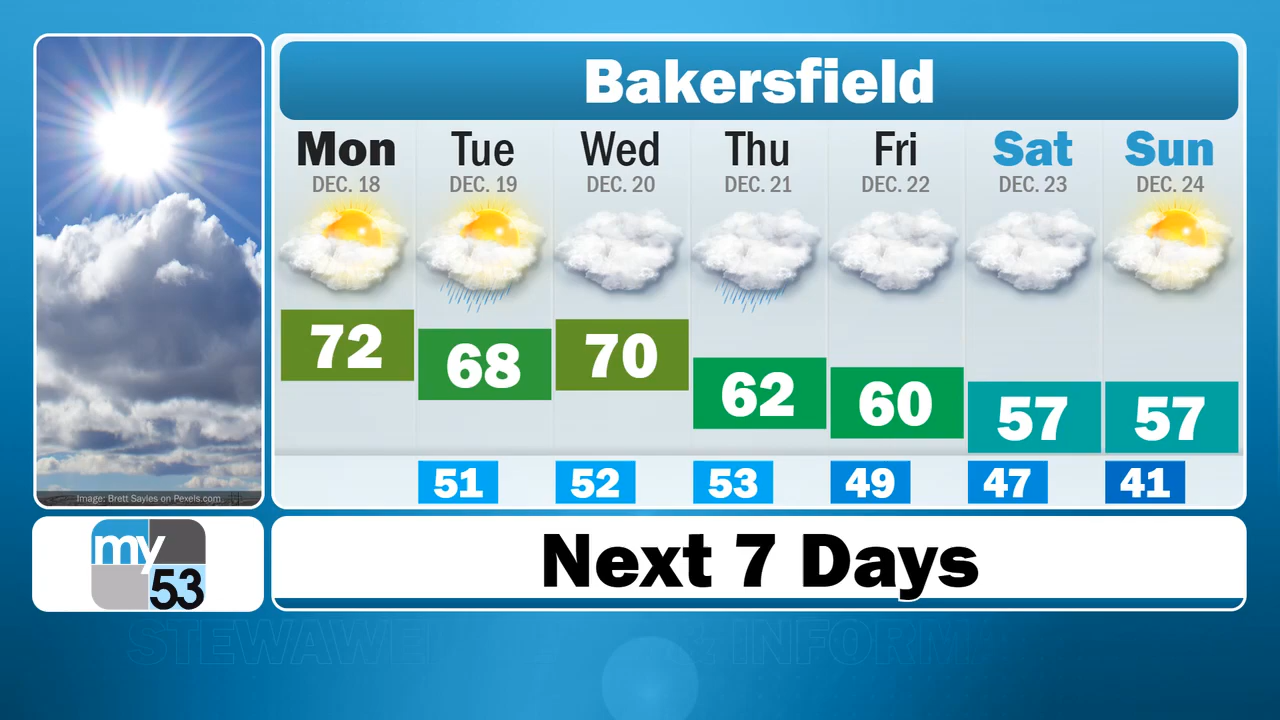 Bakersfield
Mon Tue Wed Thu Fri Sat Sun
DEC. 18 DEC. 19 DEC. 20 DEC. 21 DEC. 22 DEC. 23 DEC. 24
72 68 70 62 60 57 57
51 52 53 49 47 41
Image: Brett Sayles on Pexels.com
my
53
Next 7 Days